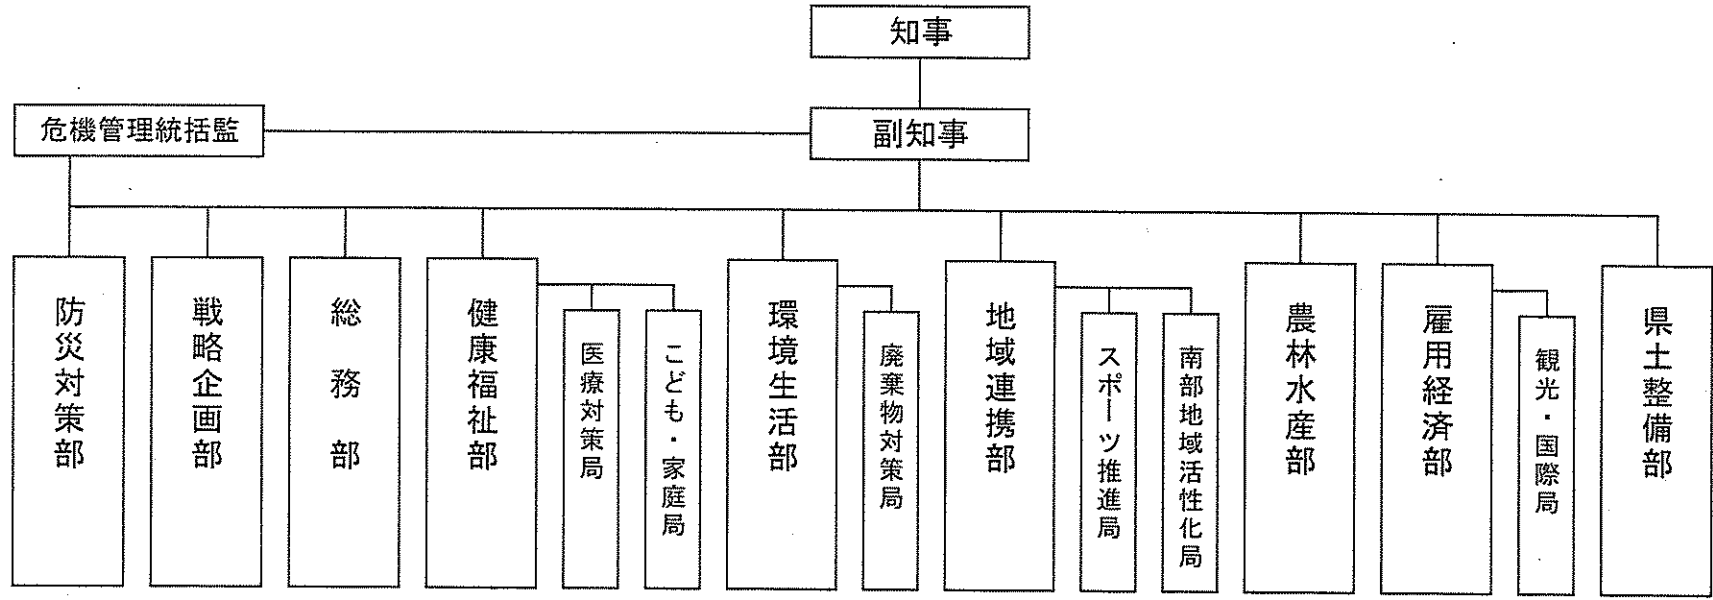 知事
危機管理統括監
副知事
防災対策部
戦略企画部
総務部
健康福祉部
医療対策局
こども・家庭局
環境生活部
廃棄物対策局
地域連携部
スポーツ推進局
南部地域活性化局
農林水産部
雇用経済部
観光・国際局
県土整備部